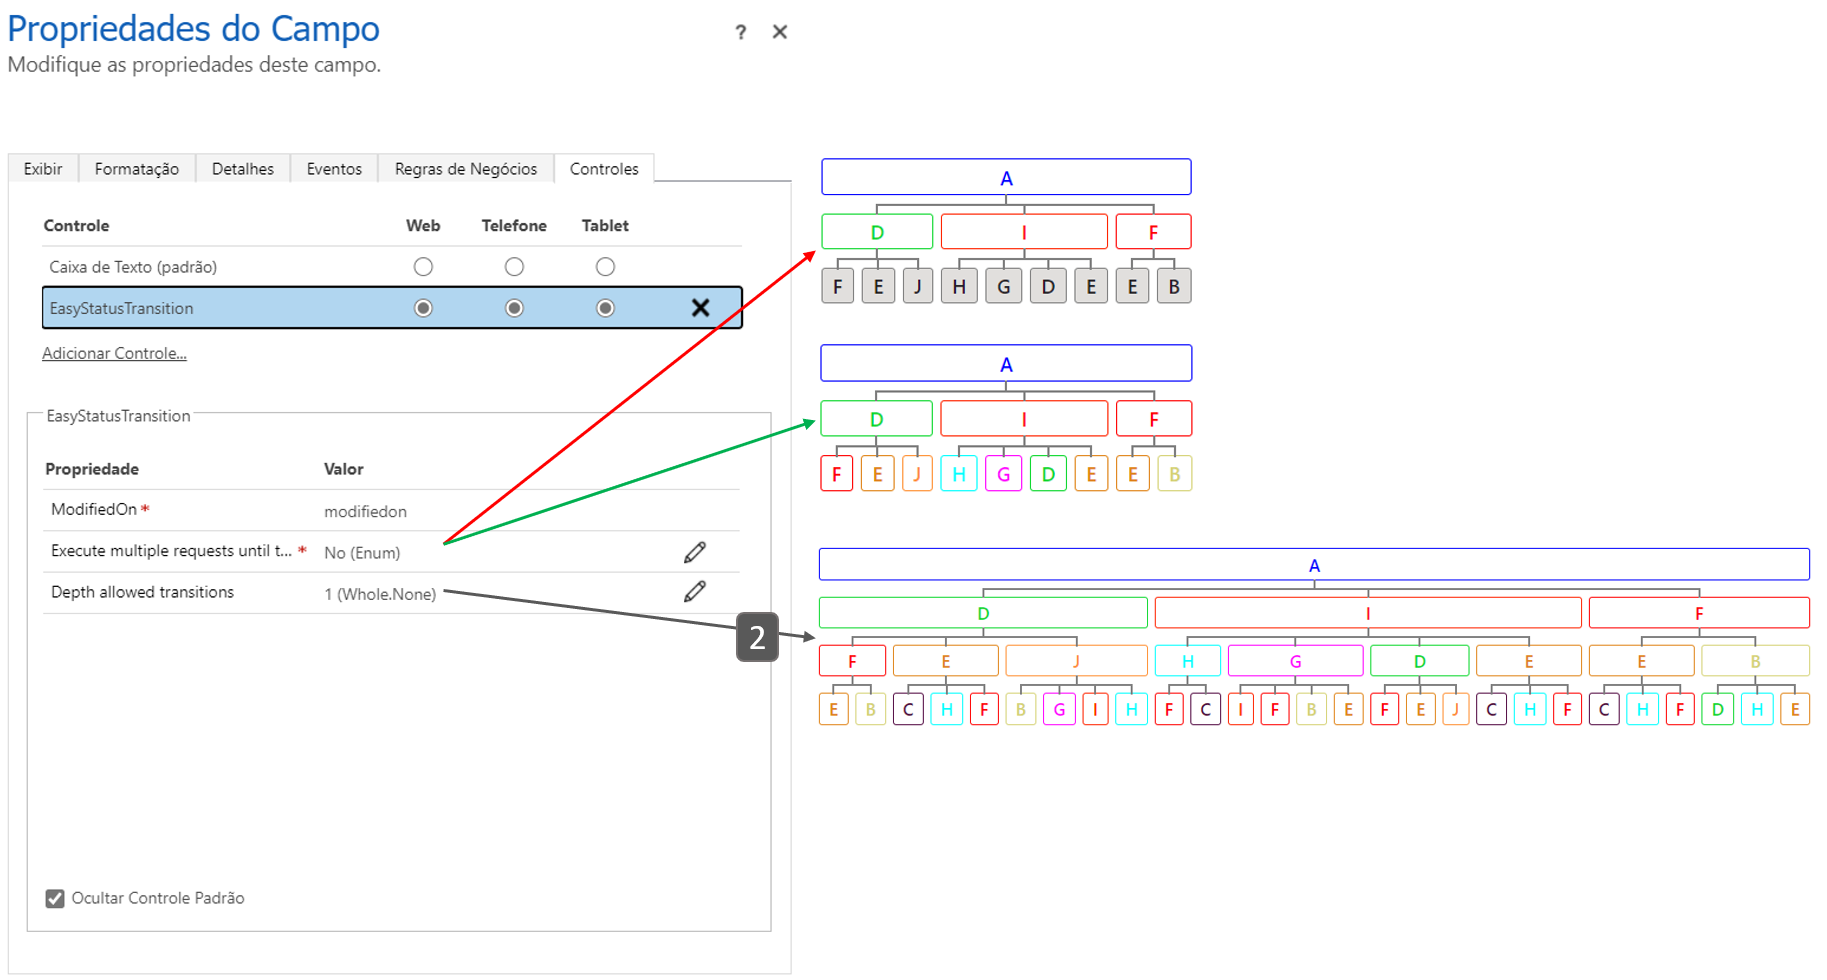 Propriedades do Campo
? ✕
Modifique as propriedades deste campo.
Exibir Formatação Detalhes Eventos Regras de Negócios Controles
Controle Web Telefone Tablet
Caixa de Texto (padrão)
EasyStatusTransition
Adicionar Controle...
EasyStatusTransition
Propriedade Valor
ModifiedOn * modifiedon
Execute multiple requests until t... * No (Enum)
Depth allowed transitions 1 (Whole.None)
Ocultar Controle Padrão
2
A
D I F
F E J H G D E E B
A
D I F
F E J H G D E E B
A
D I F
F E J H G D E E B
E B C H F B G I H F C I F B E F E J C H F C H F D H E